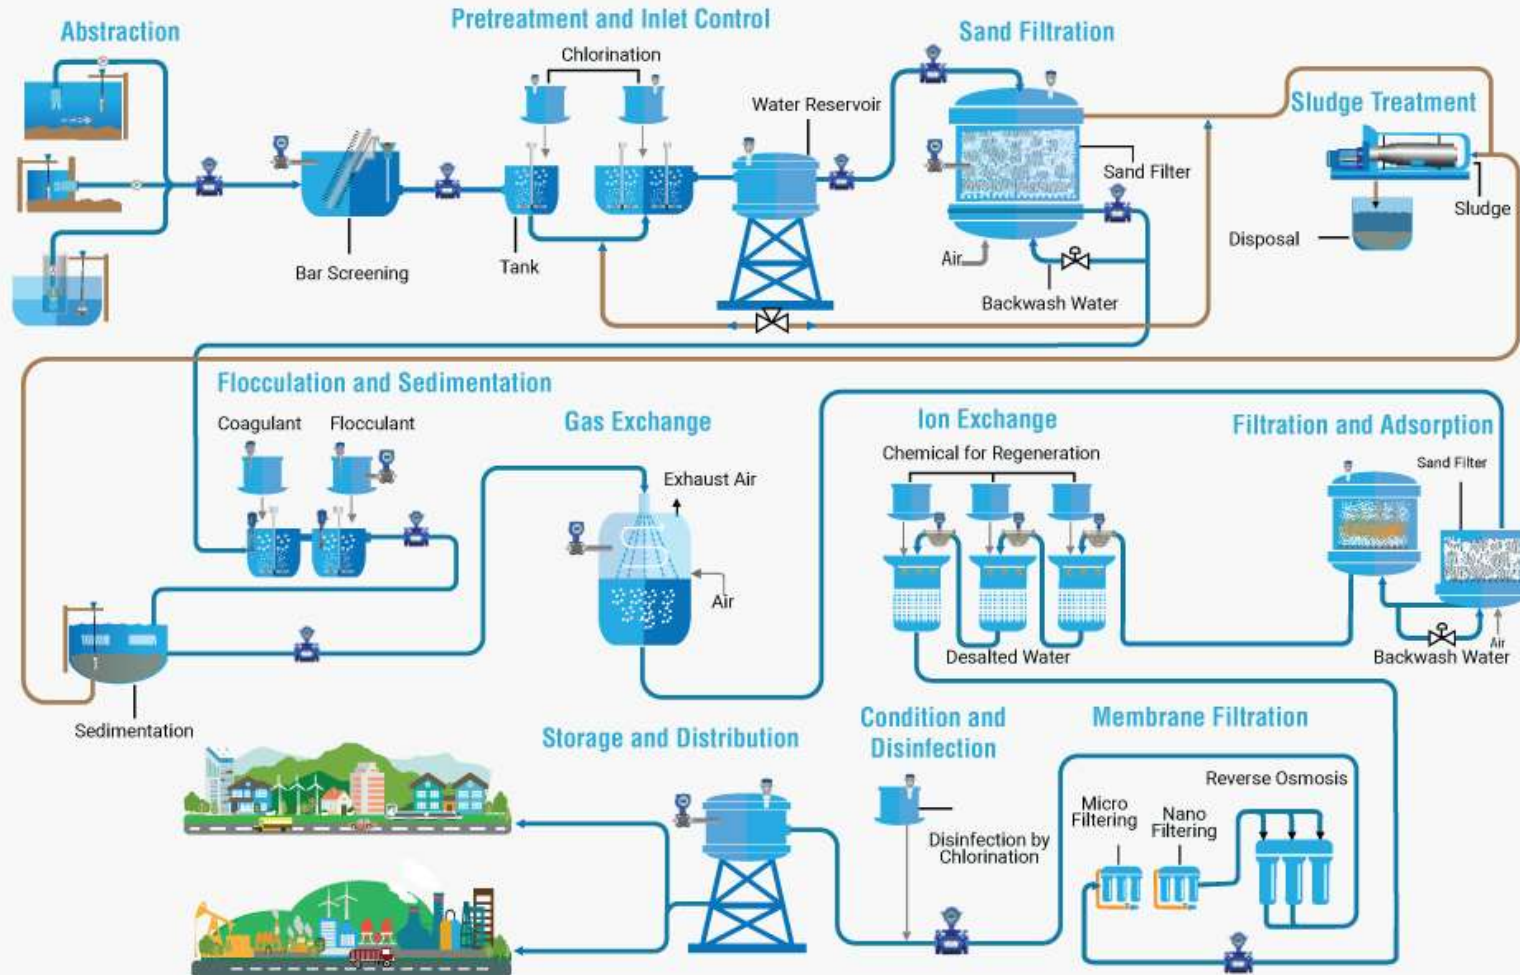 Abstraction
Pretreatment and Inlet Control
Sand Filtration
Chlorination
Water Reservoir
Sludge Treatment
Sand Filter
Sludge
Disposal
Bar Screening
Tank
Air
Backwash Water
Flocculation and Sedimentation
Coagulant
Flocculant
Gas Exchange
Exhaust Air
Air
Ion Exchange
Chemical for Regeneration
Desalted Water
Filtration and Adsorption
Sand Filter
Air
Backwash Water
Sedimentation
Storage and Distribution
Condition and
Disinfection
Disinfection by
Chlorination
Membrane Filtration
Reverse Osmosis
Micro
Filtering
Nano
Filtering